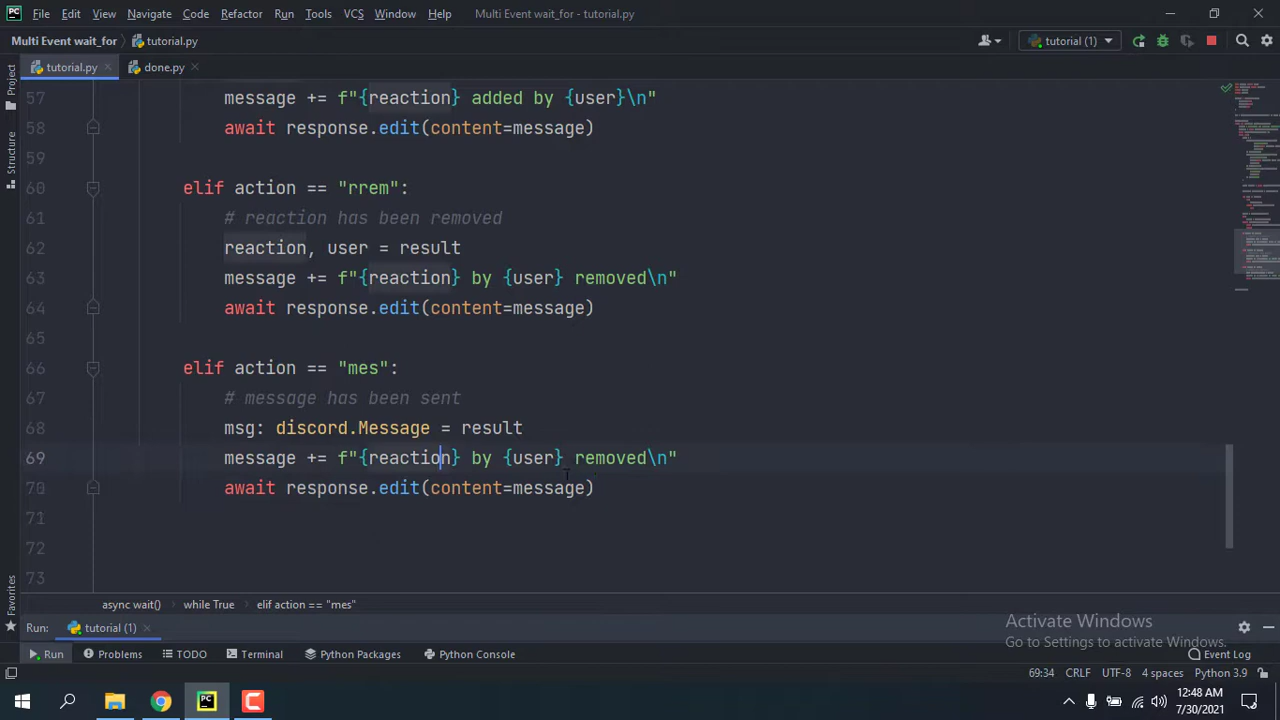 File Edit View Navigate Code Refactor Run Tools VCS Window Help Multi Event wait_for - tutorial.py
Multi Event wait_for tutorial.py tutorial (1)
Project tutorial.py done.py
Structure
57 message += f"{reaction} added by {user}\n"
58 await response.edit(content=message)
59
60 elif action == "rrem":
61 # reaction has been removed
62 reaction, user = result
63 message += f"{reaction} by {user} removed\n"
64 await response.edit(content=message)
65
66 elif action == "mes":
67 # message has been sent
68 msg: discord.Message = result
69 message += f"{reaction} by {user} removed\n"
70 await response.edit(content=message)
71
72
73
Favorites
async wait() while True elif action == "mes"
Run: tutorial (1)
Activate Windows
Go to Settings to activate Windows.
Run Problems TODO Terminal Python Packages Python Console Event Log
69:34 CRLF UTF-8 4 spaces Python 3.9
PC
12:48 AM
7/30/2021